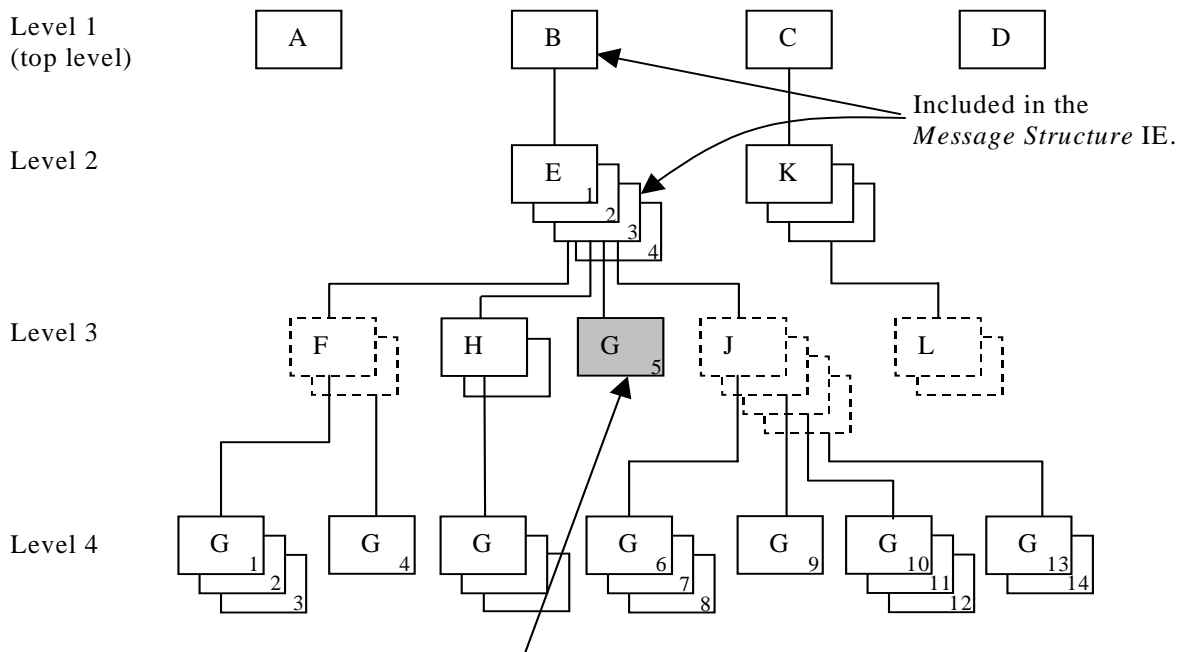 Level 1
(top level)
A
B
C
D
Included in the
Message Structure IE.
Level 2
E
1
2
3
4
K
Level 3
F
H
G
5
J
L
Level 4
G
1
2
3
G
4
G
G
6
7
8
G
9
G
10
11
12
G
13
14